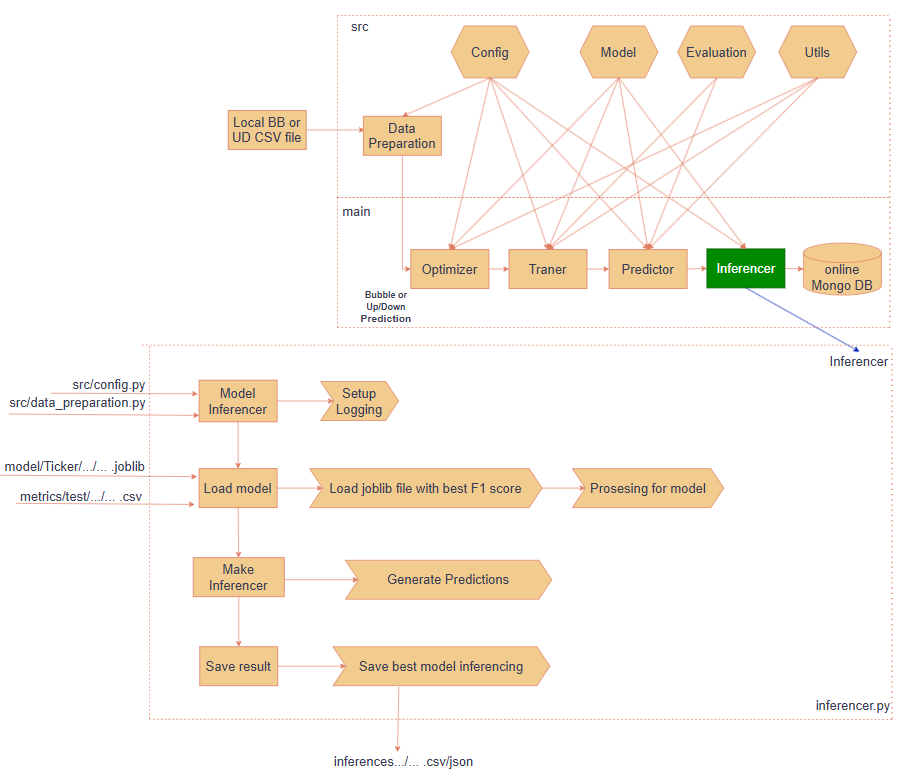 src
Config
Model
Evaluation
Utils
Local BB or
UD CSV file
Data
Preparation
main
Optimizer
Traner
Predictor
Inferencer
online
Mongo DB
Bubble or
Up/Down
Prediction
Inferencer
src/config.py
src/data_preparation.py
Model
Inferencer
Setup
Logging
model/Ticker/.../... .joblib
metrics/test/.../... .csv
Load model
Load joblib file with best F1 score
Prosesing for model
Make
Inferencer
Generate Predictions
Save result
Save best model inferencing
inferencer.py
inferences.../... .csv/json